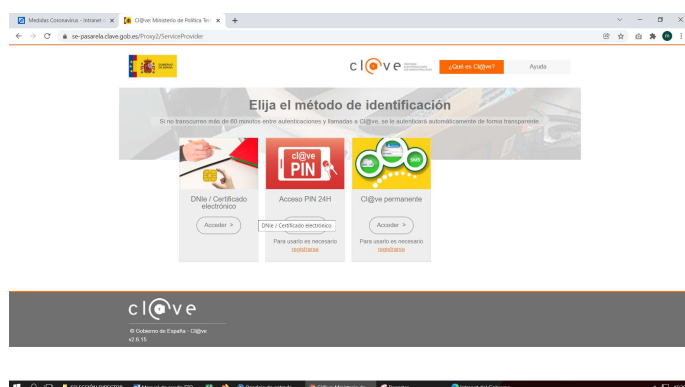 Medidas Coronavirus - Intranet d
Cl@ve: Ministerio de Política Terr
se-pasarela.clave.gob.es/Proxy2/ServiceProvider
GOBIERNO DE ESPAÑA
cl@ve
¿Qué es Cl@ve?
Ayuda
Elija el método de identificación
Si no transcurren más de 60 minutos entre autenticaciones y llamadas a Cl@ve, se le autenticará automáticamente de forma transparente.
cl@ve
PIN
SMS
DNIe / Certificado
electrónico
Acceso PIN 24H
Cl@ve permanente
Acceder >
DNIe / Certificado electrónico
Acceder >
Para usarlo es necesario
registrarse
Para usarlo es necesario
registrarse
cl@ve
© Gobierno de España - Cl@ve
v2.6.15